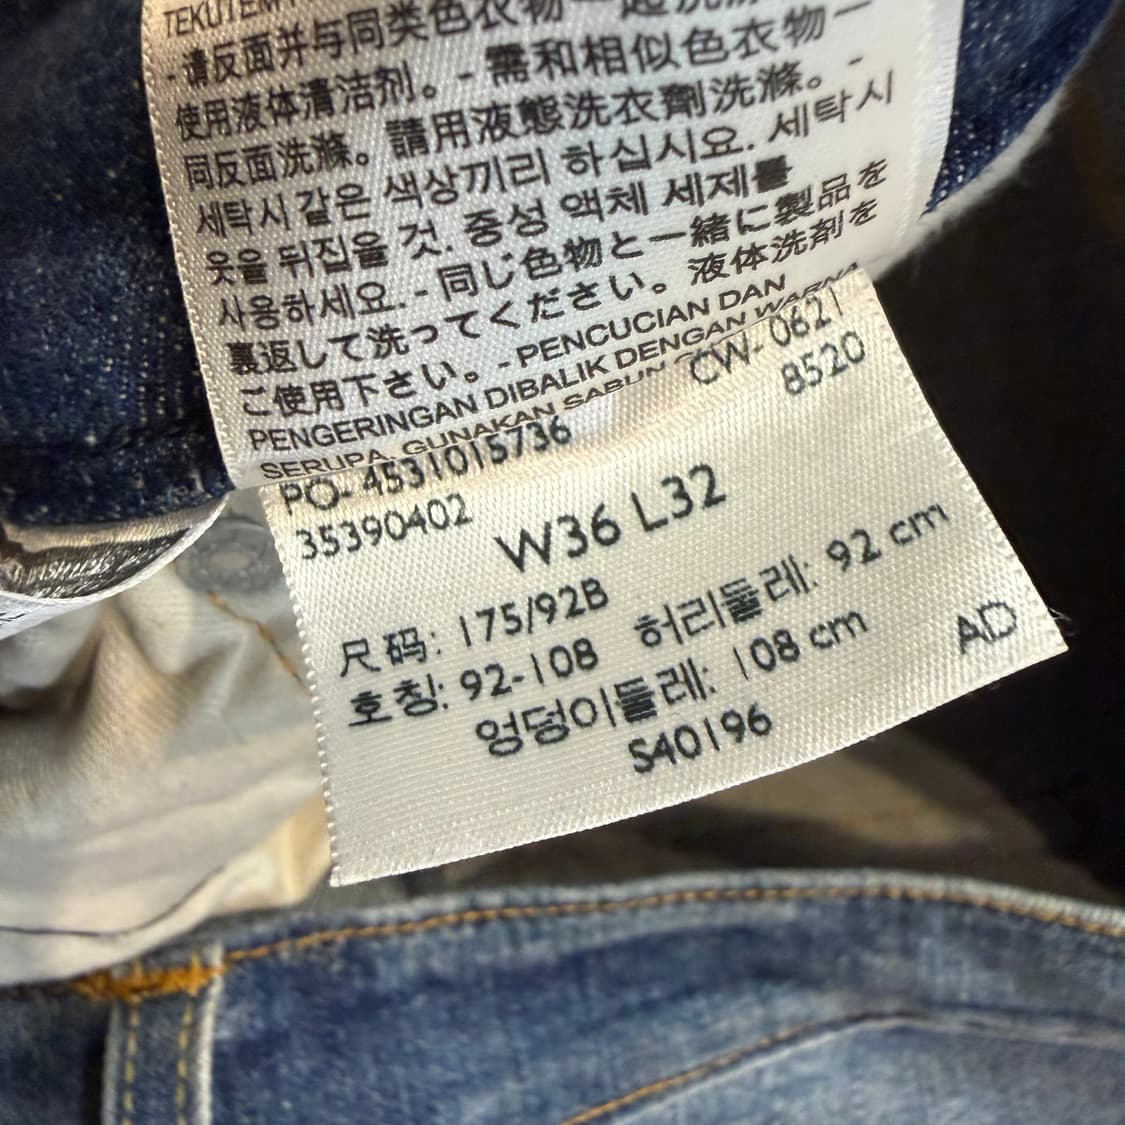 - 请反面并与同类色衣物一起洗涤
使用液体清洁剂。 - 需和相似色衣物一
同反面洗滌。請用液態洗衣劑洗滌。 -
세탁시 같은 색상끼리 하십시요. 세탁시
옷을 뒤집을 것. 중성 액체 세제를
사용하세요. - 同じ色物と一緒に製品を
裏返して洗ってください。液体洗剤を
ご使用下さい。 - PENCUCIAN DAN
PENGERINGAN DIBALIK DENGAN WARNA
SERUPA, GUNAKAN SABUN
CW- 0621
8520
PO- 4531015736
35390402
W36 L32
尺码: 175/92B
호칭: 92-108 허리둘레: 92 cm
엉덩이둘레: 108 cm
S40196
AD